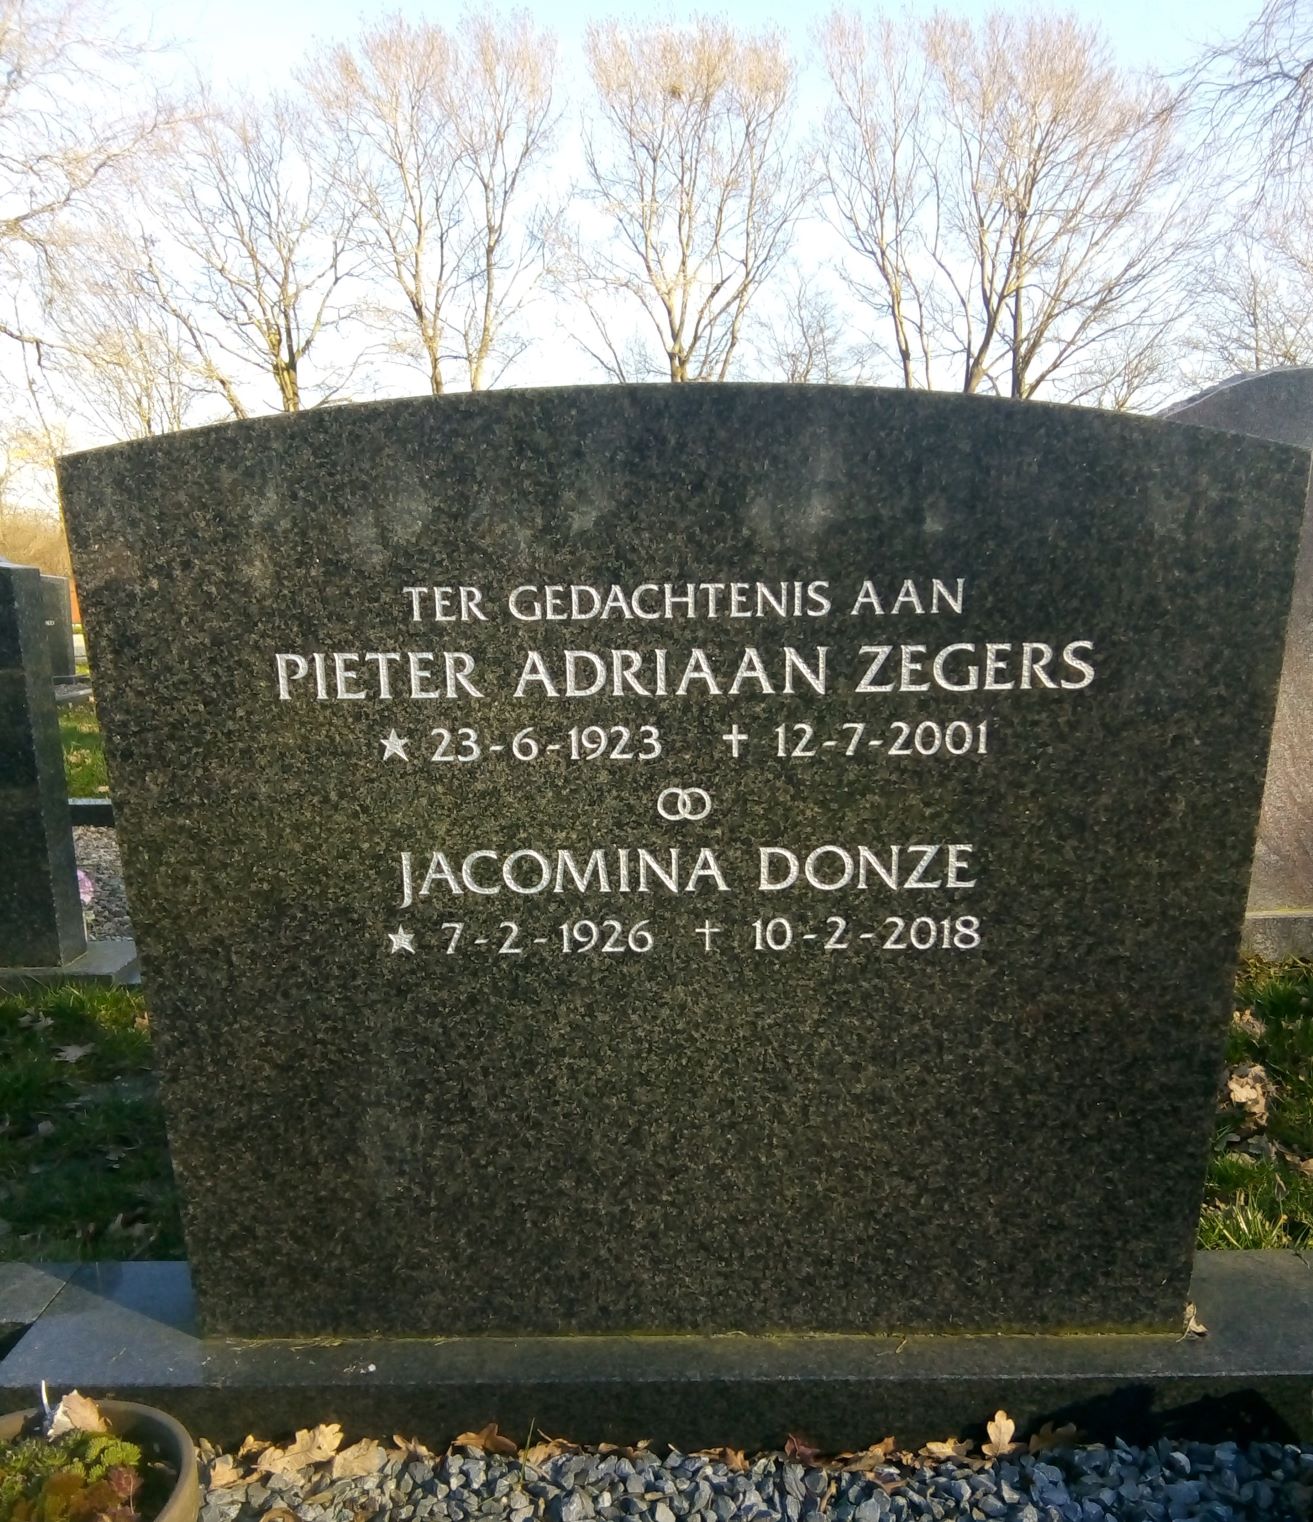 TER GEDACHTENIS AAN
PIETER ADRIAAN ZEGERS
★ 23-6-1923 ✝ 12-7-2001
JACOMINA DONZE
★ 7-2-1926 ✝ 10-2-2018